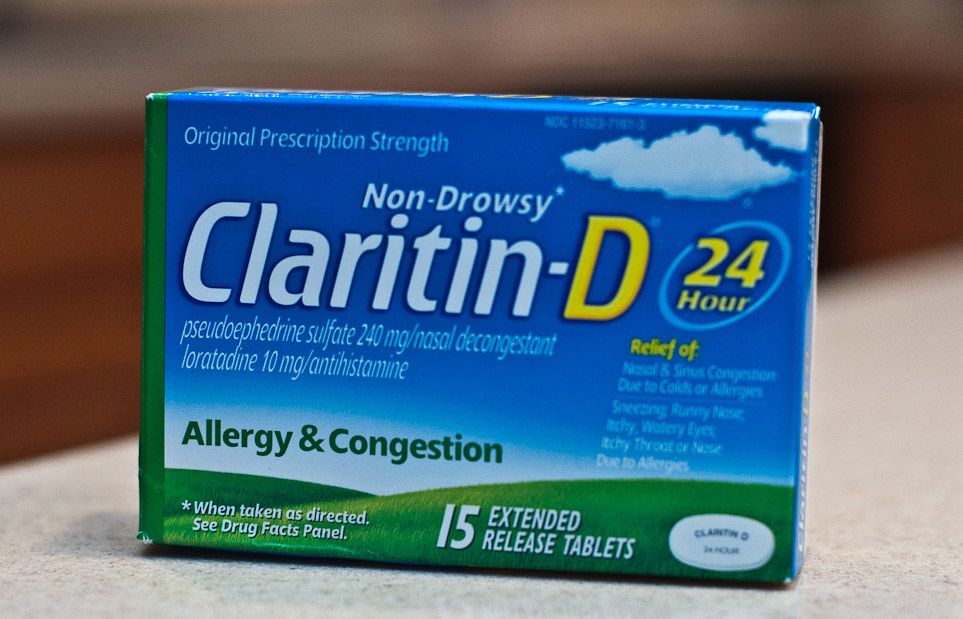 Original Prescription Strength
Non-Drowsy*
Claritin-D
24
Hour
pseudoephedrine sulfate 240 mg/nasal decongestant
loratadine 10 mg/antihistamine
Relief of:
Nasal & Sinus Congestion
Due to Colds or Allergies
Sneezing; Runny Nose;
Itchy, Watery Eyes;
Itchy Throat or Nose
Due to Allergies
Allergy & Congestion
*When taken as directed.
See Drug Facts Panel.
15 EXTENDED
RELEASE TABLETS
CLARITIN D
24 HOUR